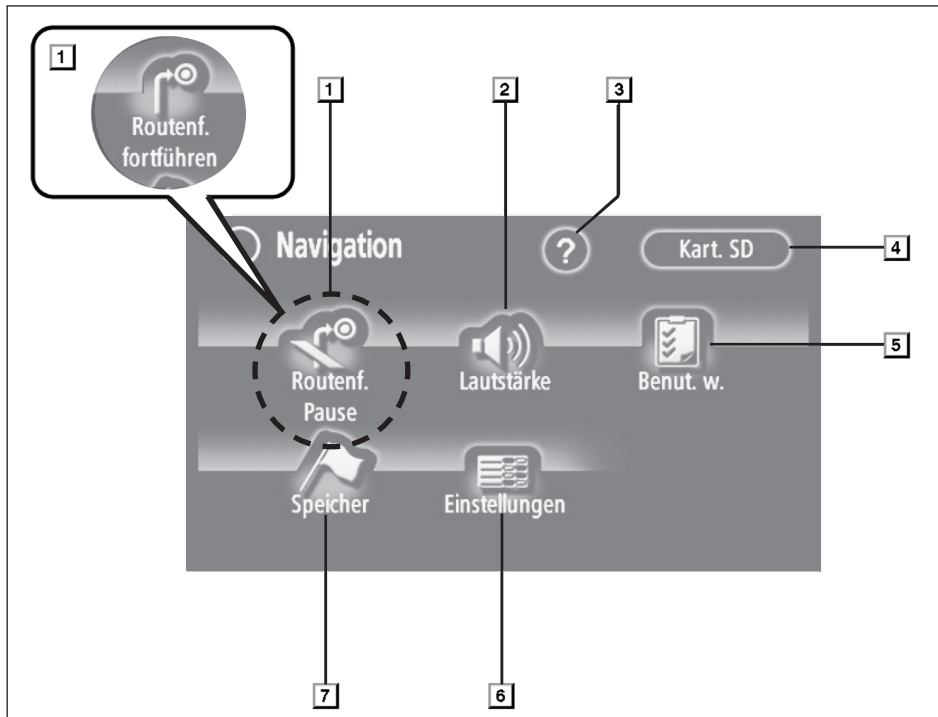 1
Routenf.
fortführen
1
2
3
Navigation
?
Kart. SD
4
Routenf.
Pause
Lautstärke
Benut. w.
5
Speicher
Einstellungen
7
6